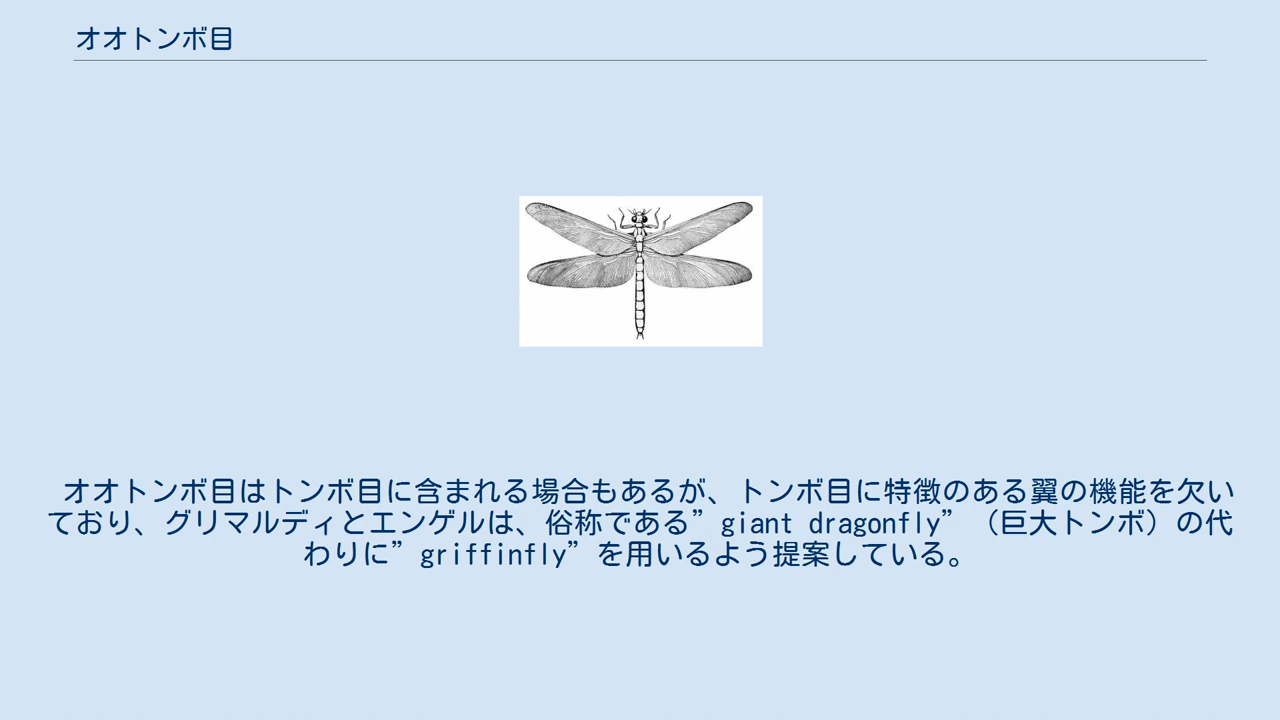 オオトンボ目
オオトンボ目はトンボ目に含まれる場合もあるが、トンボ目に特徴のある翼の機能を欠い
ており、グリマルディとエンゲルは、俗称である”giant dragonfly”（巨大トンボ）の代
わりに”griffinfly”を用いるよう提案している。